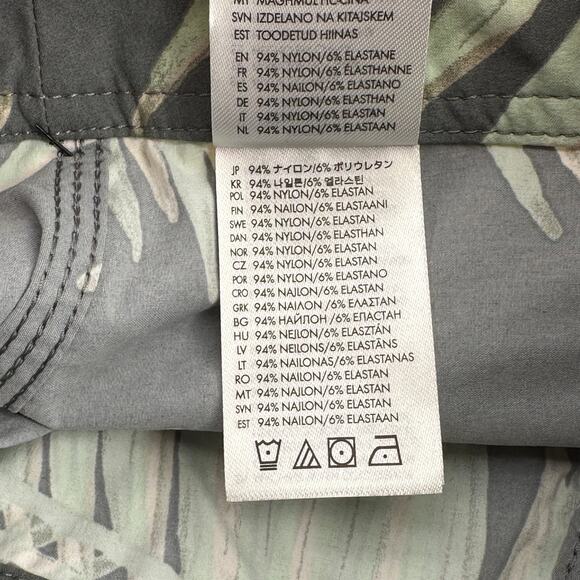 MT MAGHMUL FIĊ-ĊINA
SVN IZDELANO NA KITAJSKEM
EST TOODETUD HIINAS
EN 94% NYLON/6% ELASTANE
FR 94% NYLON/6% ÉLASTHANNE
ES 94% NAILON/6% ELASTANO
DE 94% NYLON/6% ELASTHAN
IT 94% NYLON/6% ELASTAN
NL 94% NYLON/6% ELASTAAN
JP 94% ナイロン/6% ポリウレタン
KR 94% 나일론/6% 엘라스틴
POL 94% NYLON/6% ELASTAN
FIN 94% NAILON/6% ELASTAANI
SWE 94% NYLON/6% ELASTAN
DAN 94% NYLON/6% ELASTHAN
NOR 94% NYLON/6% ELASTAN
CZ 94% NYLON/6% ELASTAN
POR 94% NYLON/6% ELASTANO
CRO 94% NAJLON/6% ELASTAN
GRK 94% ΝΑΙΛΟΝ / 6% ΕΛΑΣΤΑΝ
BG 94% НАЙЛОН / 6% ЕЛАСТАН
HU 94% NEJLON/6% ELASZTÁN
LV 94% NEILONS/6% ELASTĀNS
LT 94% NAILONAS/6% ELASTANAS
RO 94% NAILON/6% ELASTAN
MT 94% NAJLON/6% ELASTAN
SVN 94% NAJLON/6% ELASTAN
EST 94% NAILON/6% ELASTAAN